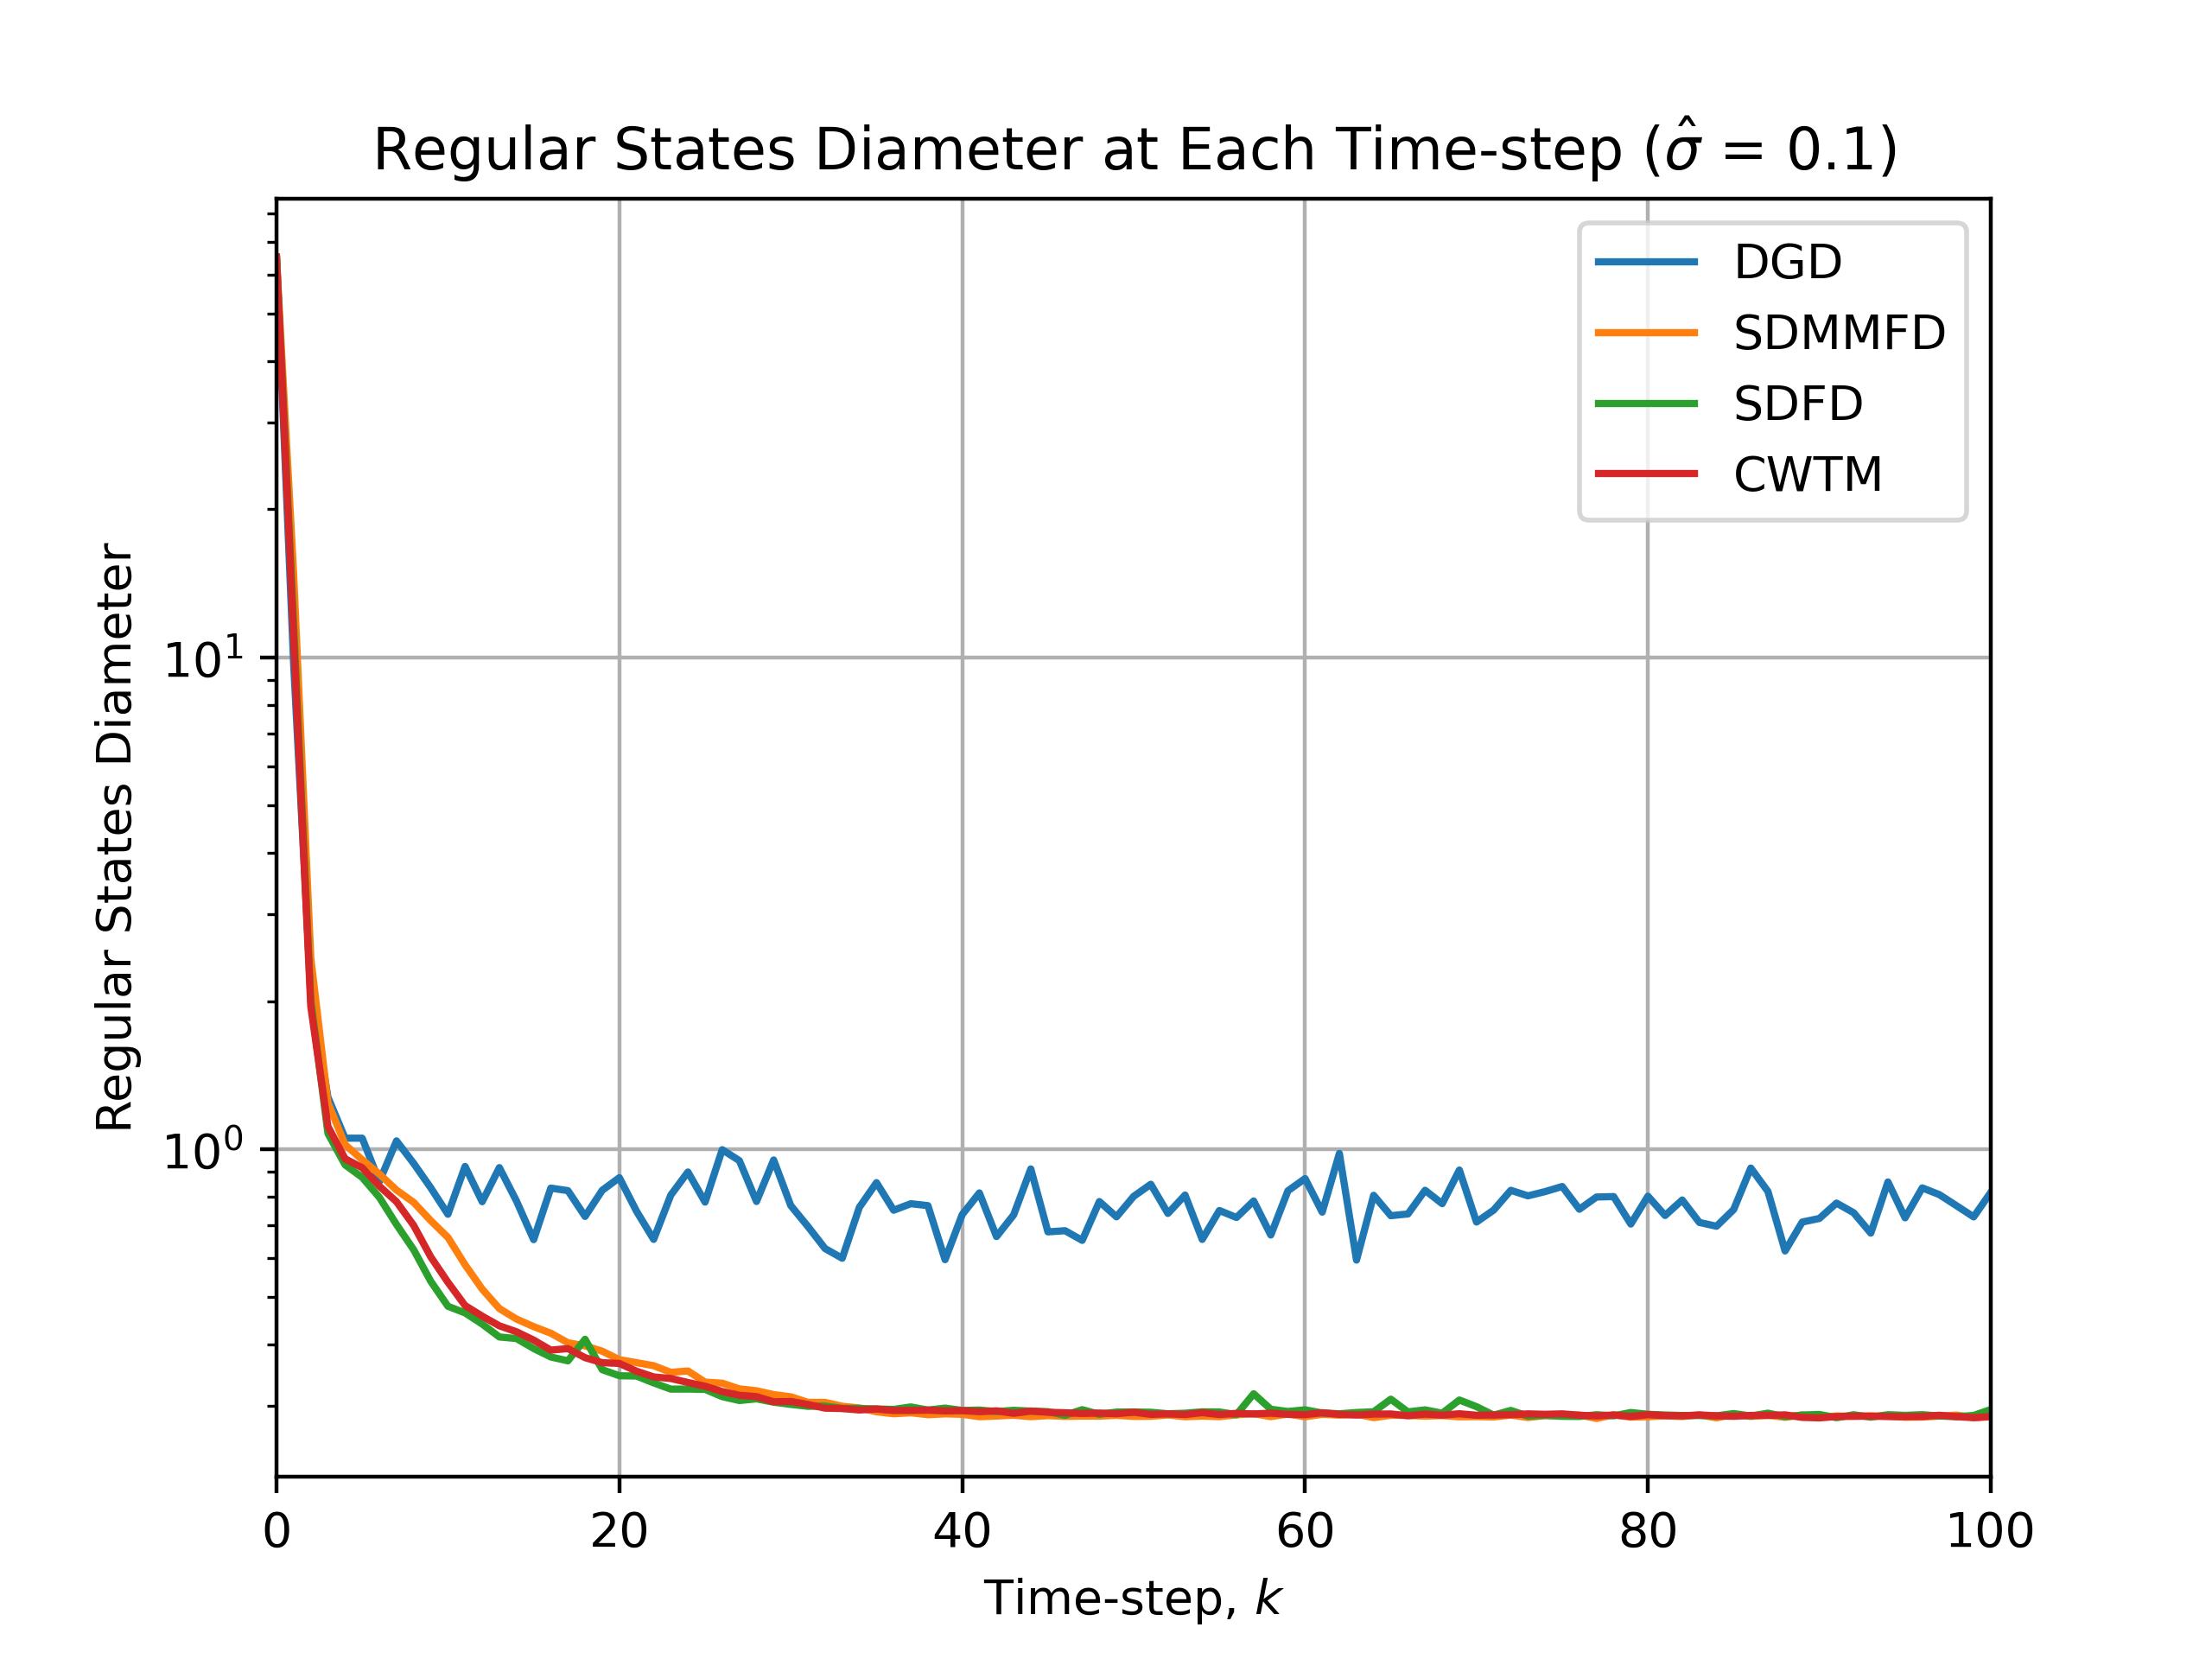 Regular States Diameter at Each Time-step (σ̂ = 0.1)
DGD
SDMMFD
SDFD
CWTM
Regular States Diameter
10¹
10⁰
0 20 40 60 80 100
Time-step, k